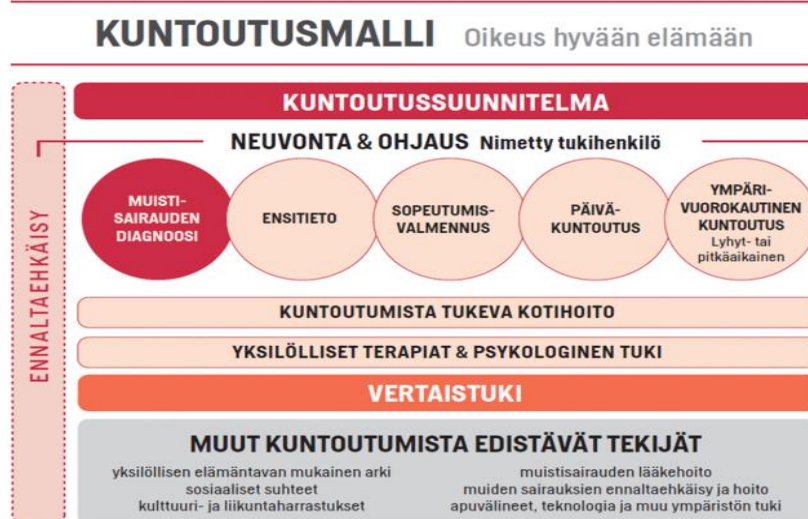 KUNTOUTUSMALLI Oikeus hyvään elämään
KUNTOUTUSSUUNNITELMA
NEUVONTA & OHJAUS Nimetty tukihenkilö
ENNALTAEHKÄISY
MUISTI-
SAIRAUDEN
DIAGNOOSI
ENSITIETO
SOPEUTUMIS-
VALMENNUS
PÄIVÄ-
KUNTOUTUS
YMPÄRI-
VUOROKAUTINEN
KUNTOUTUS
Lyhyt- tai
pitkäaikainen
KUNTOUTUMISTA TUKEVA KOTIHOITO
YKSILÖLLISET TERAPIAT & PSYKOLOGINEN TUKI
VERTAISTUKI
MUUT KUNTOUTUMISTA EDISTÄVÄT TEKIJÄT
yksilöllisen elämäntavan mukainen arki
sosiaaliset suhteet
kulttuuri- ja liikuntaharrastukset
muistisairauden lääkehoito
muiden sairauksien ennaltaehkäisy ja hoito
apuvälineet, teknologia ja muu ympäristön tuki